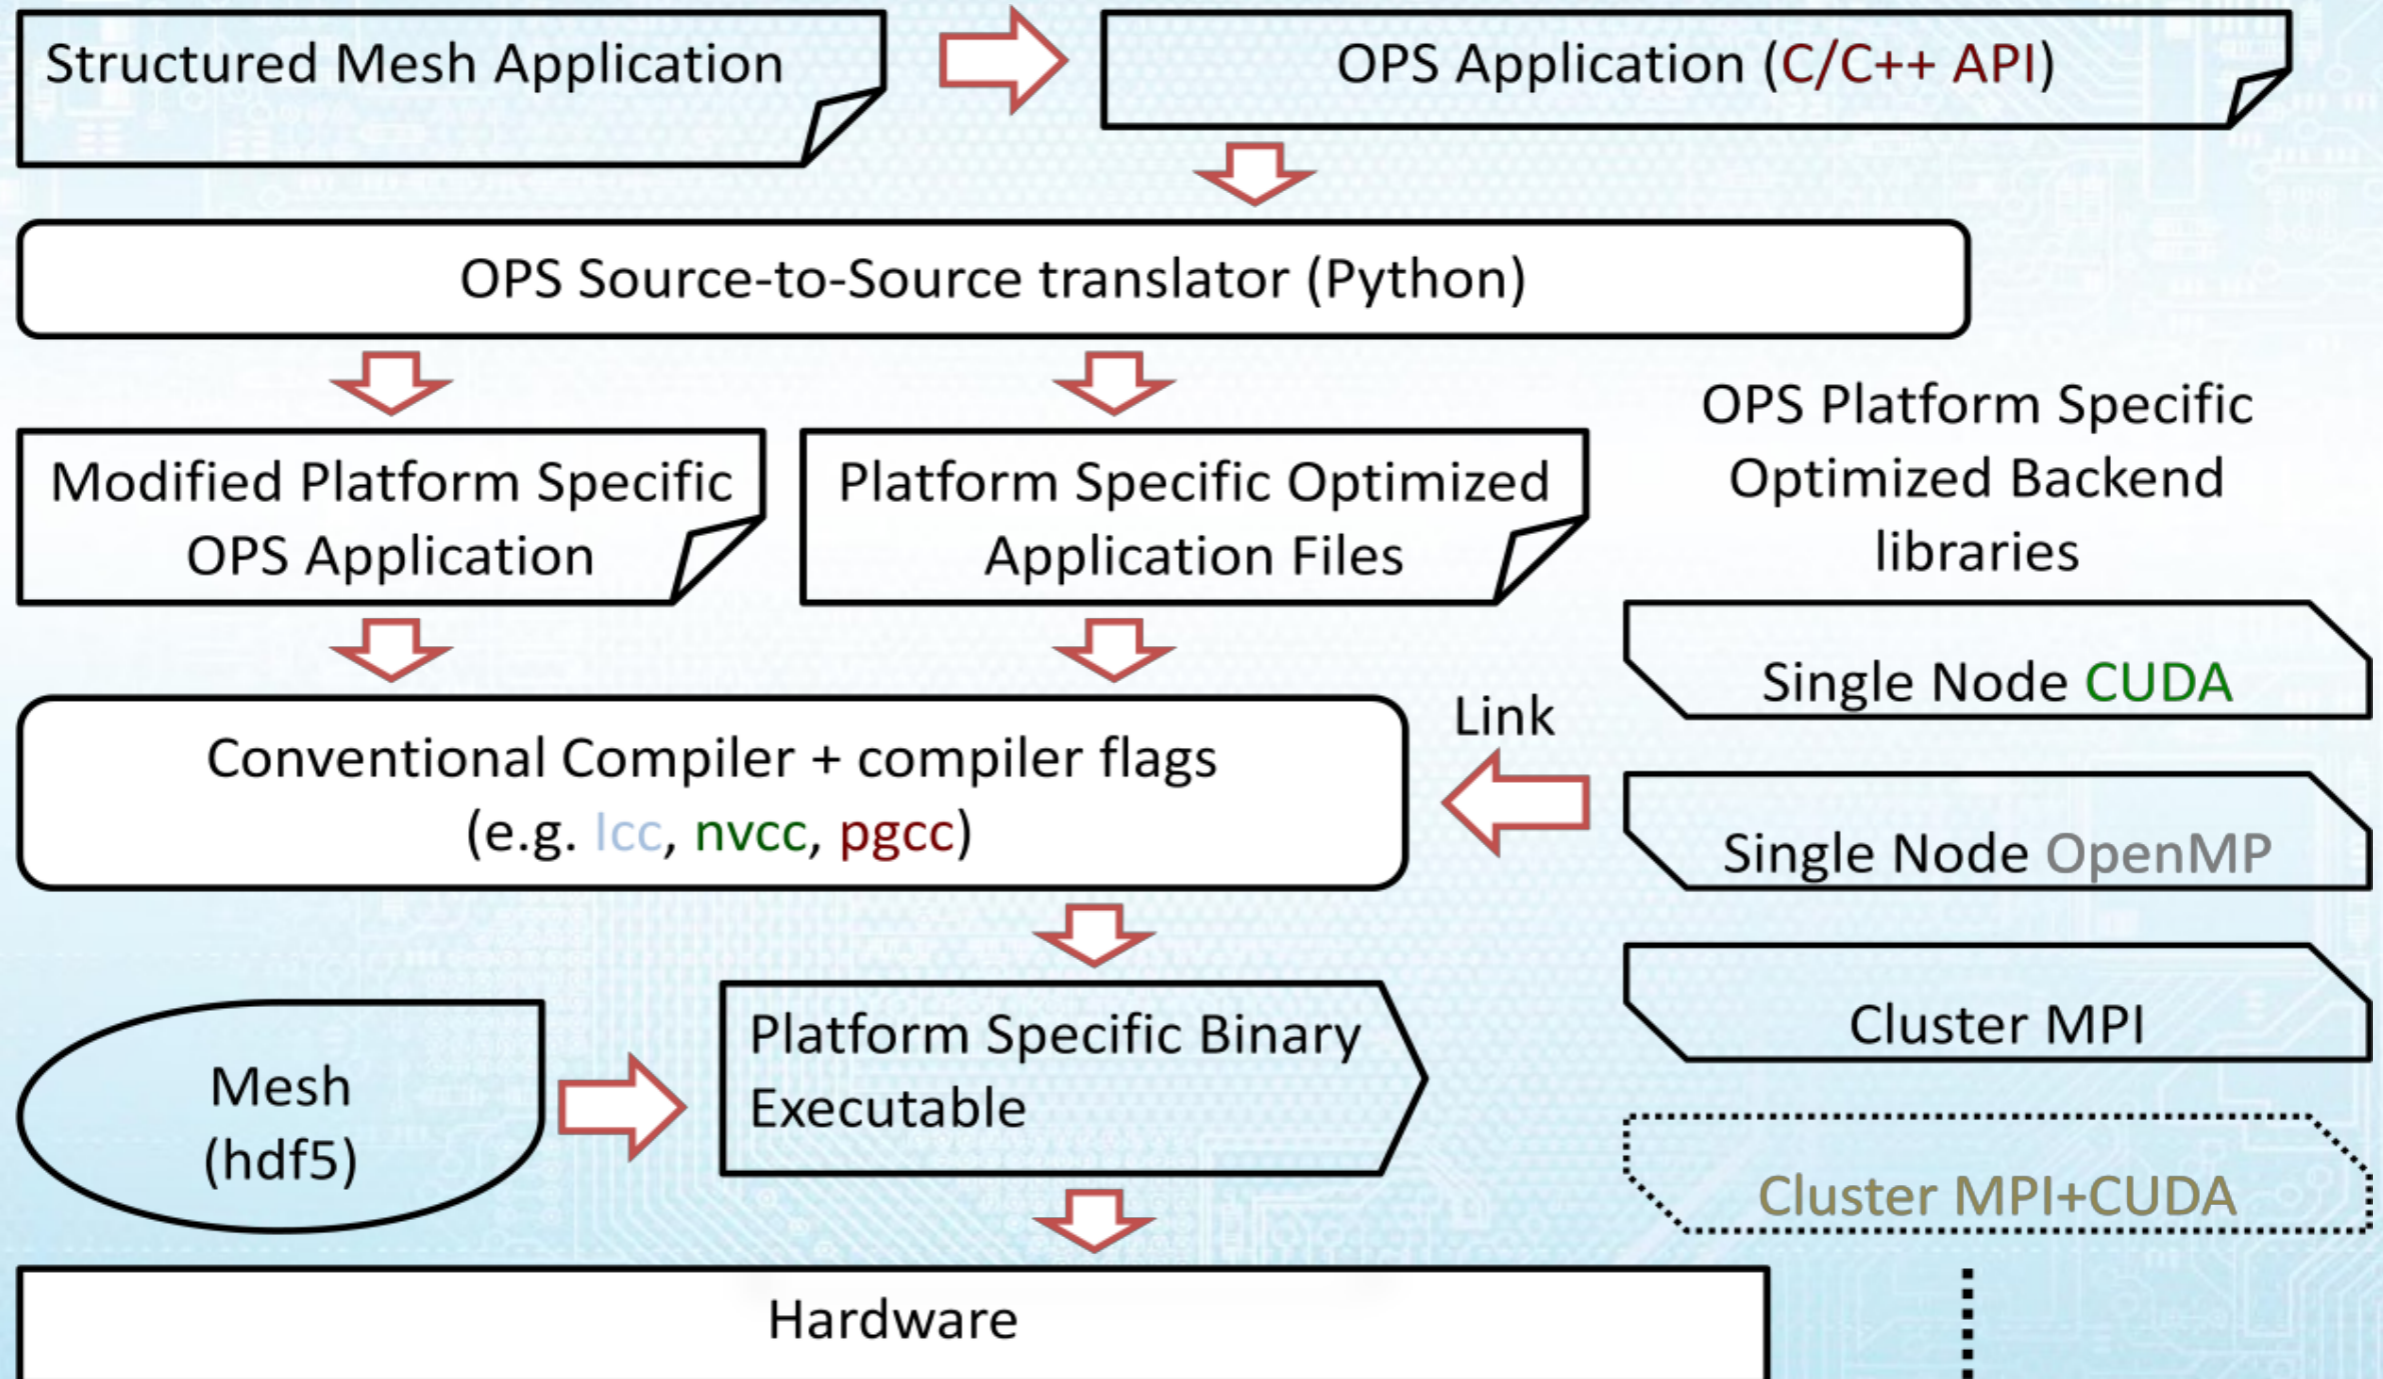 Structured Mesh Application
OPS Application (C/C++ API)
OPS Source-to-Source translator (Python)
Modified Platform Specific
OPS Application
Platform Specific Optimized
Application Files
OPS Platform Specific
Optimized Backend
libraries
Single Node CUDA
Conventional Compiler + compiler flags
(e.g. Icc, nvcc, pgcc)
Link
Single Node OpenMP
Cluster MPI
Mesh
(hdf5)
Platform Specific Binary
Executable
Cluster MPI+CUDA
Hardware